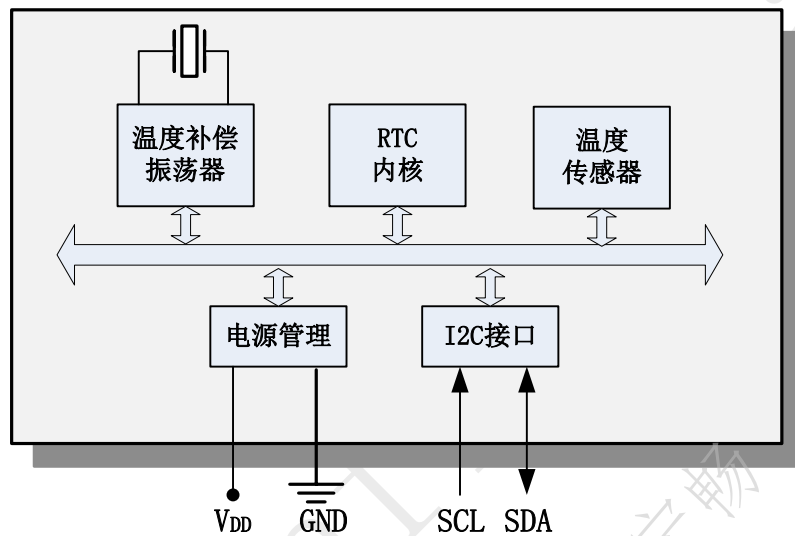 温度补偿
振荡器
RTC
内核
温度
传感器
电源管理
I2C接口
VDD
GND
SCL
SDA